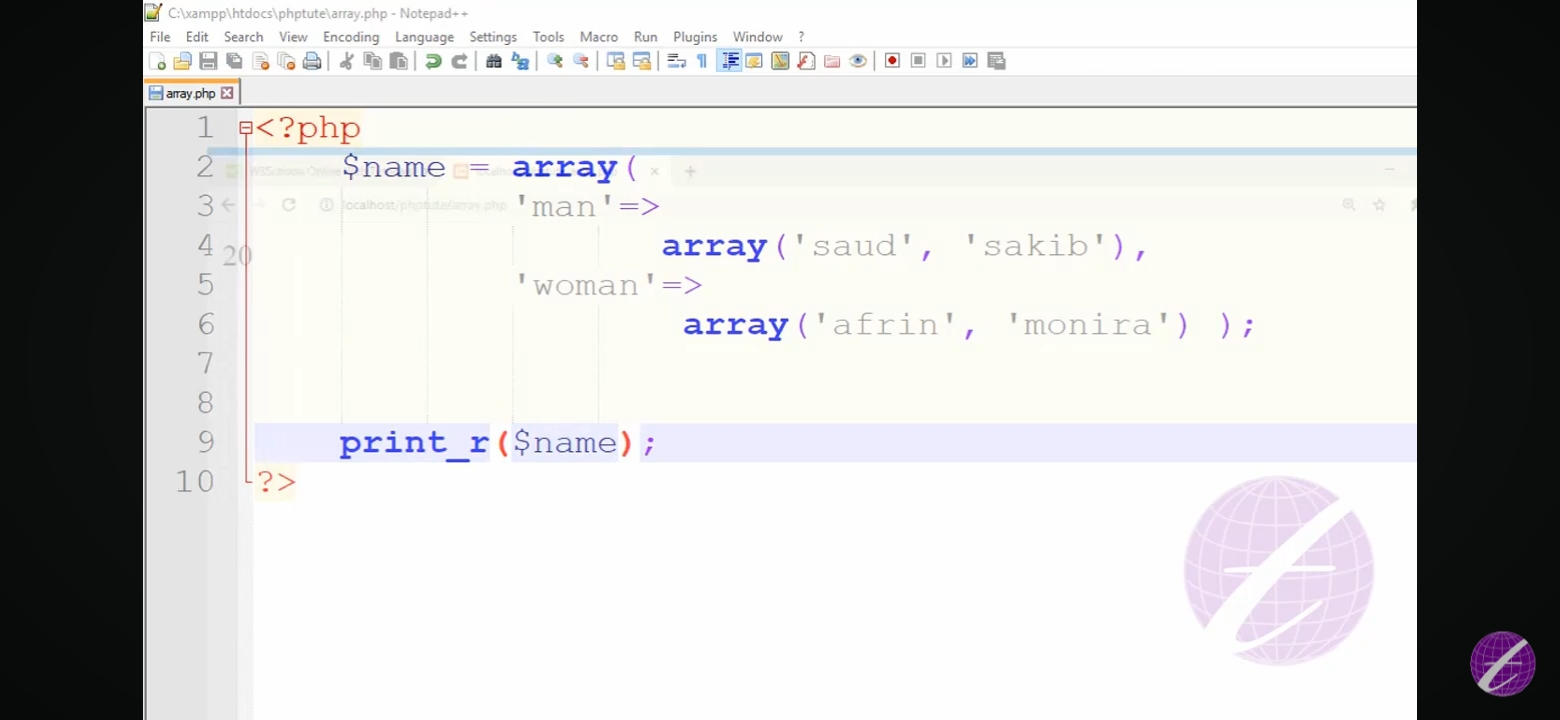 C:\xampp\htdocs\phptute\array.php - Notepad++
File Edit Search View Encoding Language Settings Tools Macro Run Plugins Window ?
array.php
1 <?php
2 $name = array(
3 'man'=>
localhost/phptute/array.php
4 array('saud', 'sakib'),
20
5 'woman'=>
6 array('afrin', 'monira') );
7
8
9 print_r($name);
10 ?>